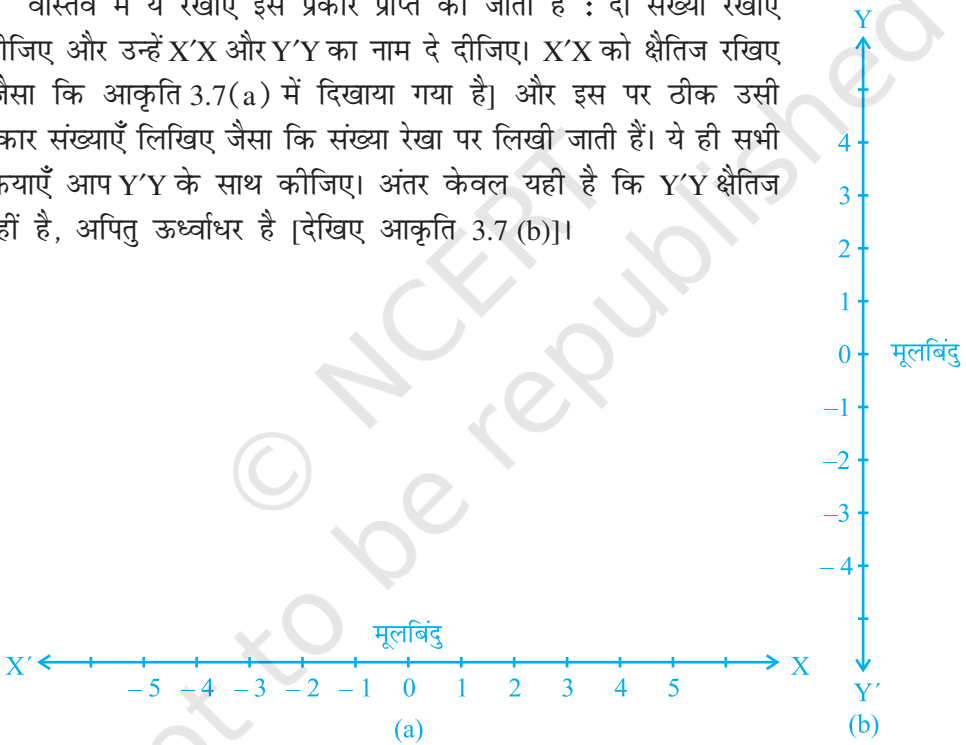 वास्तव में ये रेखाएँ इस प्रकार प्राप्त की जाती हैं : दो संख्या रेखाएँ
लीजिए और उन्हें X′X और Y′Y का नाम दे दीजिए। X′X को क्षैतिज रखिए
कि आकृति 3.7(a) में दिखाया गया है] और इस पर ठीक उसी
संख्याएँ लिखिए जैसा कि संख्या रेखा पर लिखी जाती हैं। ये ही सभी
आप Y′Y के साथ कीजिए। अंतर केवल यही है कि Y′Y क्षैतिज
है, अपितु ऊर्ध्वाधर है [देखिए आकृति 3.7 (b)]।
Y
4
3
2
1
0 मूलबिंदु
–1
–2
–3
– 4
Y′
(b)
मूलबिंदु
X′ X
– 5 – 4 – 3 – 2 – 1 0 1 2 3 4 5
(a)
© NCERT
not to be republished